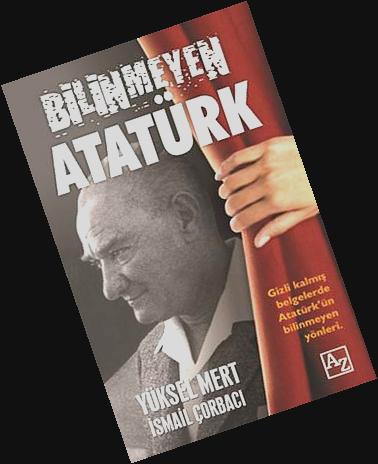 BİLİNMEYEN
ATATÜRK
Gizli kalmış
belgelerde
Atatürk'ün
bilinmeyen
yönleri.
AZ
YÜKSEL MERT
İSMAİL ÇORBACI